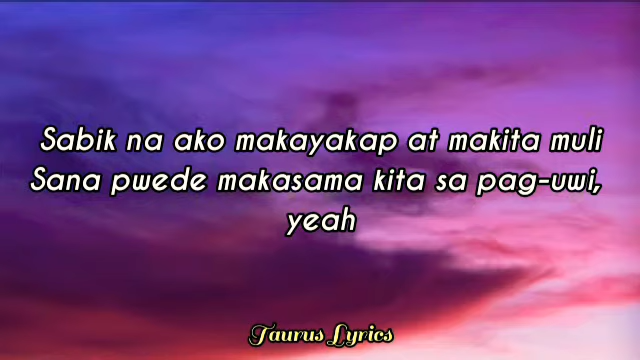 Sabik na ako makayakap at makita muli
Sana pwede makasama kita sa pag-uwi,
yeah
Taurus Lyrics